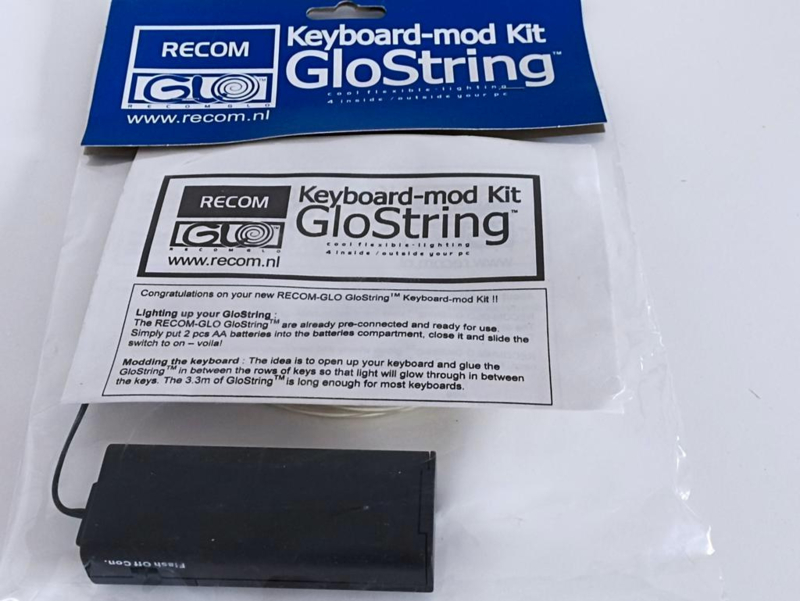 RECOM
GLO™
RECOMGLO
www.recom.nl
Keyboard-mod Kit
GloString™
cool flexible-lighting
4 inside / outside your pc
RECOM
GLO™
RECOMGLO
www.recom.nl
Keyboard-mod Kit
GloString™
cool flexible-lighting
4 inside / outside your pc
Congratulations on your new RECOM-GLO GloString™ Keyboard-mod Kit !!
Lighting up your GloString :
The RECOM-GLO GloString™ are already pre-connected and ready for use.
Simply put 2 pcs AA batteries into the batteries compartment, close it and slide the
switch to on – voila!
Modding the keyboard : The idea is to open up your keyboard and glue the
GloString™ in between the rows of keys so that light will glow through in between
the keys. The 3.3m of GloString™ is long enough for most keyboards.
Flash Off Con.